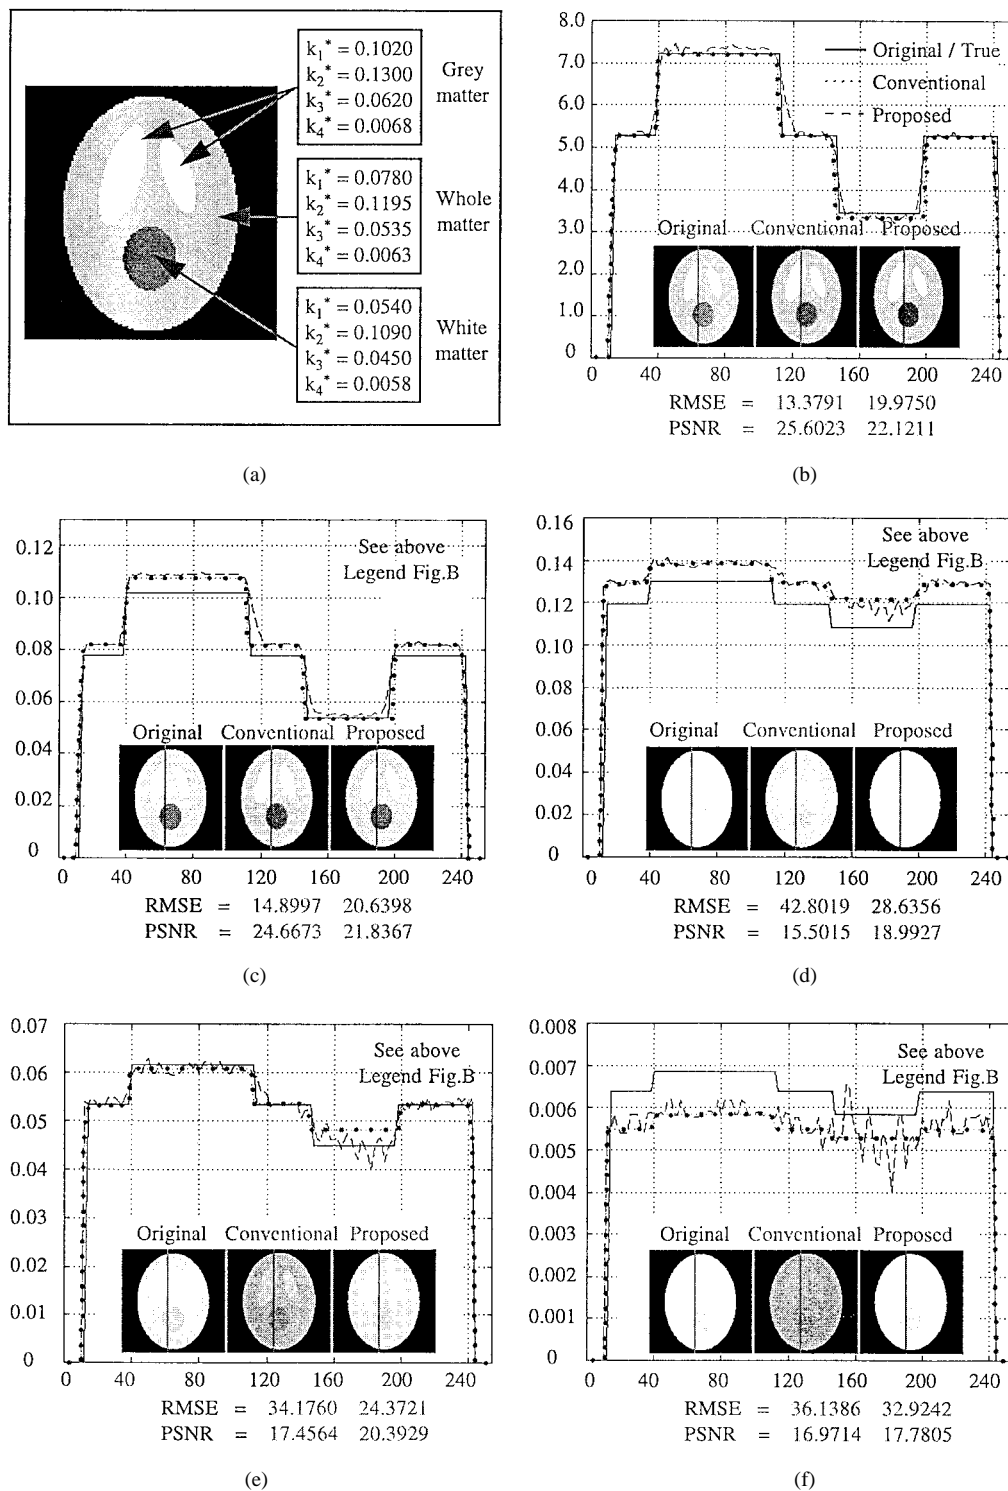 k1* = 0.1020
k2* = 0.1300
k3* = 0.0620
k4* = 0.0068
Grey
matter
k1* = 0.0780
k2* = 0.1195
k3* = 0.0535
k4* = 0.0063
Whole
matter
k1* = 0.0540
k2* = 0.1090
k3* = 0.0450
k4* = 0.0058
White
matter
(a)
8.0
7.0
6.0
5.0
4.0
3.0
2.0
1.0
0
Original / True
Conventional
Proposed
Original Conventional Proposed
0 40 80 120 160 200 240
RMSE = 13.3791 19.9750
PSNR = 25.6023 22.1211
(b)
0.12
0.10
0.08
0.06
0.04
0.02
0
See above
Legend Fig.B
Original Conventional Proposed
0 40 80 120 160 200 240
RMSE = 14.8997 20.6398
PSNR = 24.6673 21.8367
(c)
0.16
0.14
0.12
0.10
0.08
0.06
0.04
0.02
0
See above
Legend Fig.B
Original Conventional Proposed
0 40 80 120 160 200 240
RMSE = 42.8019 28.6356
PSNR = 15.5015 18.9927
(d)
0.07
0.06
0.05
0.04
0.03
0.02
0.01
0
See above
Legend Fig.B
Original Conventional Proposed
0 40 80 120 160 200 240
RMSE = 34.1760 24.3721
PSNR = 17.4564 20.3929
(e)
0.008
0.007
0.006
0.005
0.004
0.003
0.002
0.001
0
See above
Legend Fig.B
Original Conventional Proposed
0 40 80 120 160 200 240
RMSE = 36.1386 32.9242
PSNR = 16.9714 17.7805
(f)